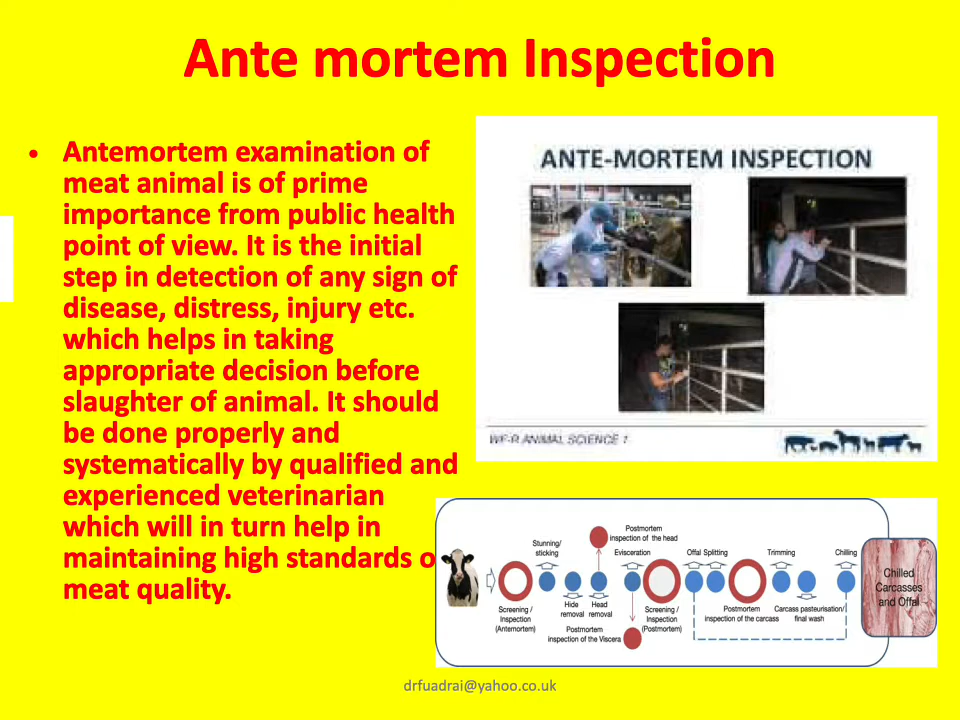 Ante mortem Inspection
• Antemortem examination of
meat animal is of prime
importance from public health
point of view. It is the initial
step in detection of any sign of
disease, distress, injury etc.
which helps in taking
appropriate decision before
slaughter of animal. It should
be done properly and
systematically by qualified and
experienced veterinarian
which will in turn help in
maintaining high standards o
meat quality.
ANTE-MORTEM INSPECTION
WF-R ANIMAL SCIENCE 1
Postmortem
inspection of the head
Stunning/
sticking
Evisceration
Offal Splitting
Trimming
Chilling
Chilled
Carcasses
and Offal
Screening /
Inspection
(Antemortem)
Hide
removal
Head
removal
Postmortem
inspection of the Viscera
Screening /
Inspection
(Postmortem)
Postmortem
inspection of the carcass
Carcass pasteurisation/
final wash
drfuadrai@yahoo.co.uk